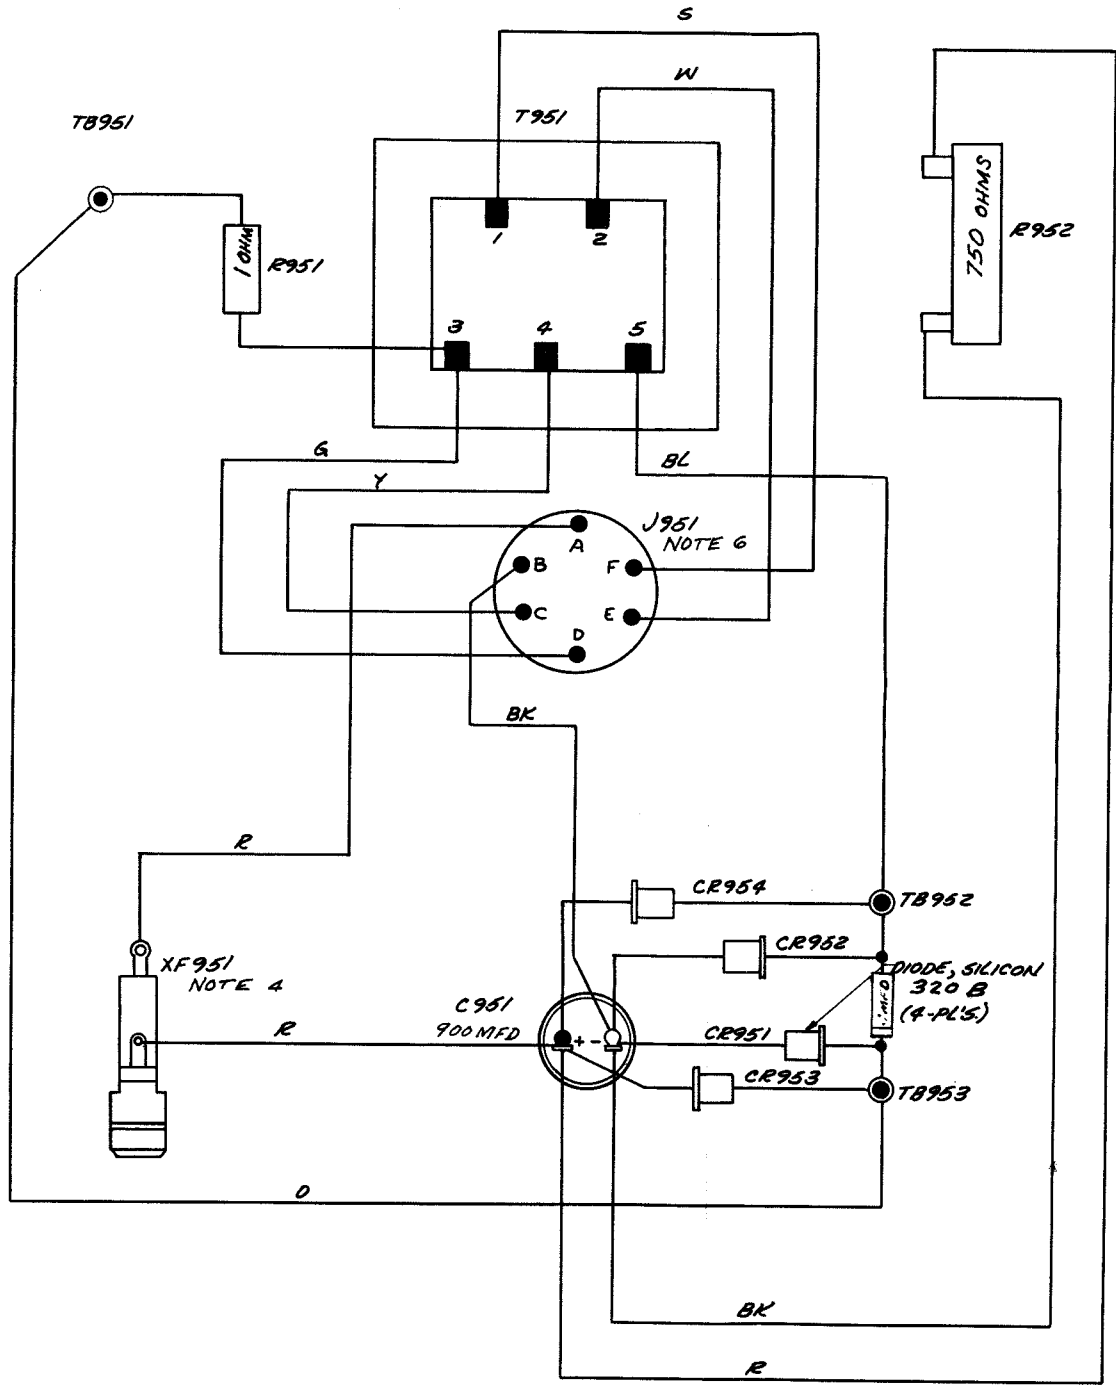 S
W
T951
TB951
1 OHM
R951
1
2
3
4
5
750 OHMS
R952
G
Y
BL
J951
NOTE 6
A
B
F
C
E
D
BK
R
CR954
TB952
CR952
XF951
NOTE 4
DIODE, SILICON
320 B
(4-PL'S.)
C951
900 MFD
R
+ -
CR951
CR953
TB953
O
BK
R